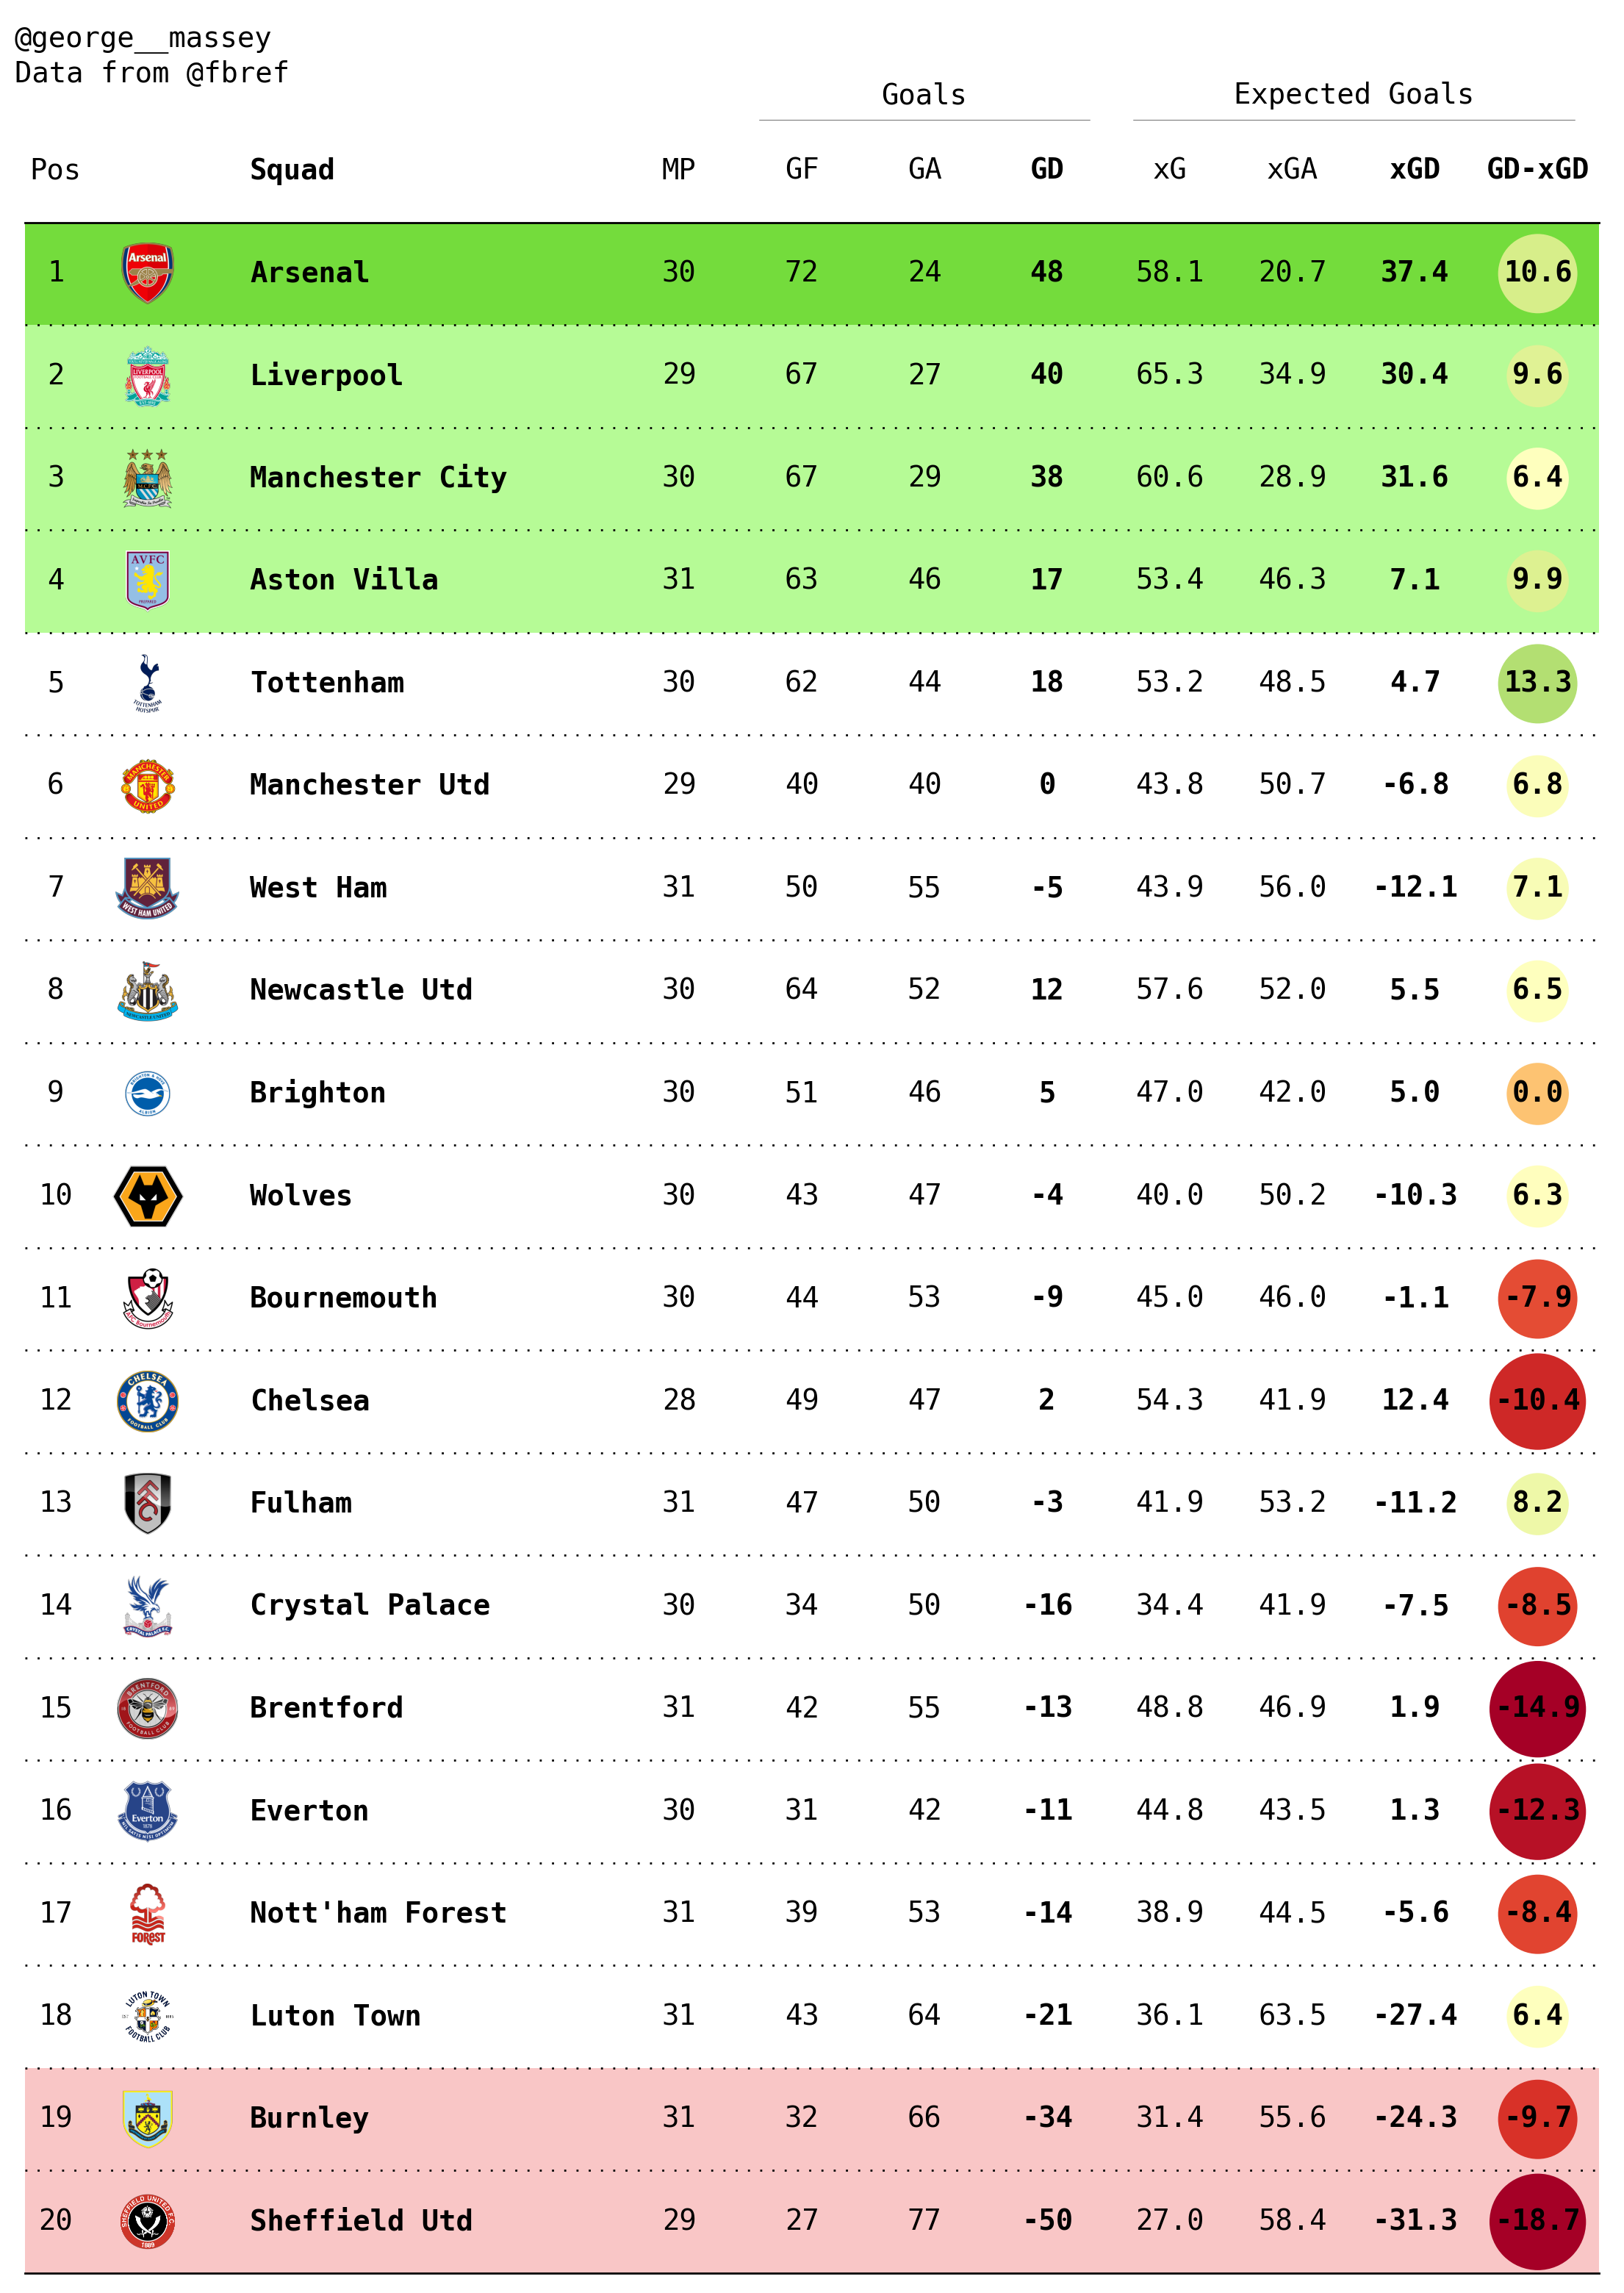 @george__massey
Data from @fbref
Goals Expected Goals
Pos Squad MP GF GA GD xG xGA xGD GD-xGD
1 Arsenal Arsenal 30 72 24 48 58.1 20.7 37.4 10.6
2 Liverpool 29 67 27 40 65.3 34.9 30.4 9.6
3 Manchester City 30 67 29 38 60.6 28.9 31.6 6.4
4 AVFC Aston Villa 31 63 46 17 53.4 46.3 7.1 9.9
5 TOTTENHAM HOTSPUR Tottenham 30 62 44 18 53.2 48.5 4.7 13.3
6 MANCHESTER UNITED Manchester Utd 29 40 40 0 43.8 50.7 -6.8 6.8
7 WEST HAM UNITED West Ham 31 50 55 -5 43.9 56.0 -12.1 7.1
8 Newcastle Utd 30 64 52 12 57.6 52.0 5.5 6.5
9 Brighton 30 51 46 5 47.0 42.0 5.0 0.0
10 Wolves 30 43 47 -4 40.0 50.2 -10.3 6.3
11 AFC Bournemouth Bournemouth 30 44 53 -9 45.0 46.0 -1.1 -7.9
12 CHELSEA FOOTBALL CLUB Chelsea 28 49 47 2 54.3 41.9 12.4 -10.4
13 Fulham 31 47 50 -3 41.9 53.2 -11.2 8.2
14 Crystal Palace 30 34 50 -16 34.4 41.9 -7.5 -8.5
15 BRENTFORD FOOTBALL CLUB Brentford 31 42 55 -13 48.8 46.9 1.9 -14.9
16 Everton Everton 30 31 42 -11 44.8 43.5 1.3 -12.3
17 FOREST Nott'ham Forest 31 39 53 -14 38.9 44.5 -5.6 -8.4
18 LUTON TOWN FOOTBALL CLUB Luton Town 31 43 64 -21 36.1 63.5 -27.4 6.4
19 Burnley 31 32 66 -34 31.4 55.6 -24.3 -9.7
20 SHEFFIELD UNITED F.C. 1889 Sheffield Utd 29 27 77 -50 27.0 58.4 -31.3 -18.7